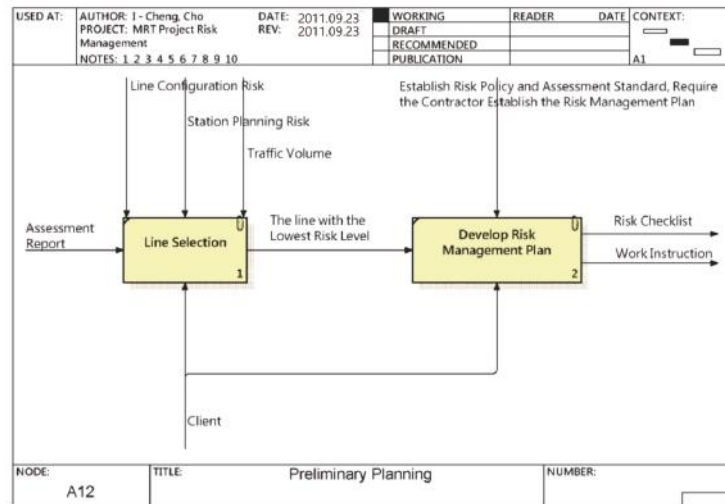 USED AT:
AUTHOR: I - Cheng, Cho
PROJECT: MRT Project Risk
Management
NOTES: 1 2 3 4 5 6 7 8 9 10
DATE: 2011.09.23
REV: 2011.09.23
WORKING
DRAFT
RECOMMENDED
PUBLICATION
READER DATE
CONTEXT:
A1
Line Configuration Risk
Station Planning Risk
Traffic Volume
Establish Risk Policy and Assessment Standard, Require
the Contractor Establish the Risk Management Plan
Assessment
Report
Line Selection
1
The line with the
Lowest Risk Level
Develop Risk
Management Plan
2
Risk Checklist
Work Instruction
Client
NODE:
A12
TITLE:
Preliminary Planning
NUMBER: